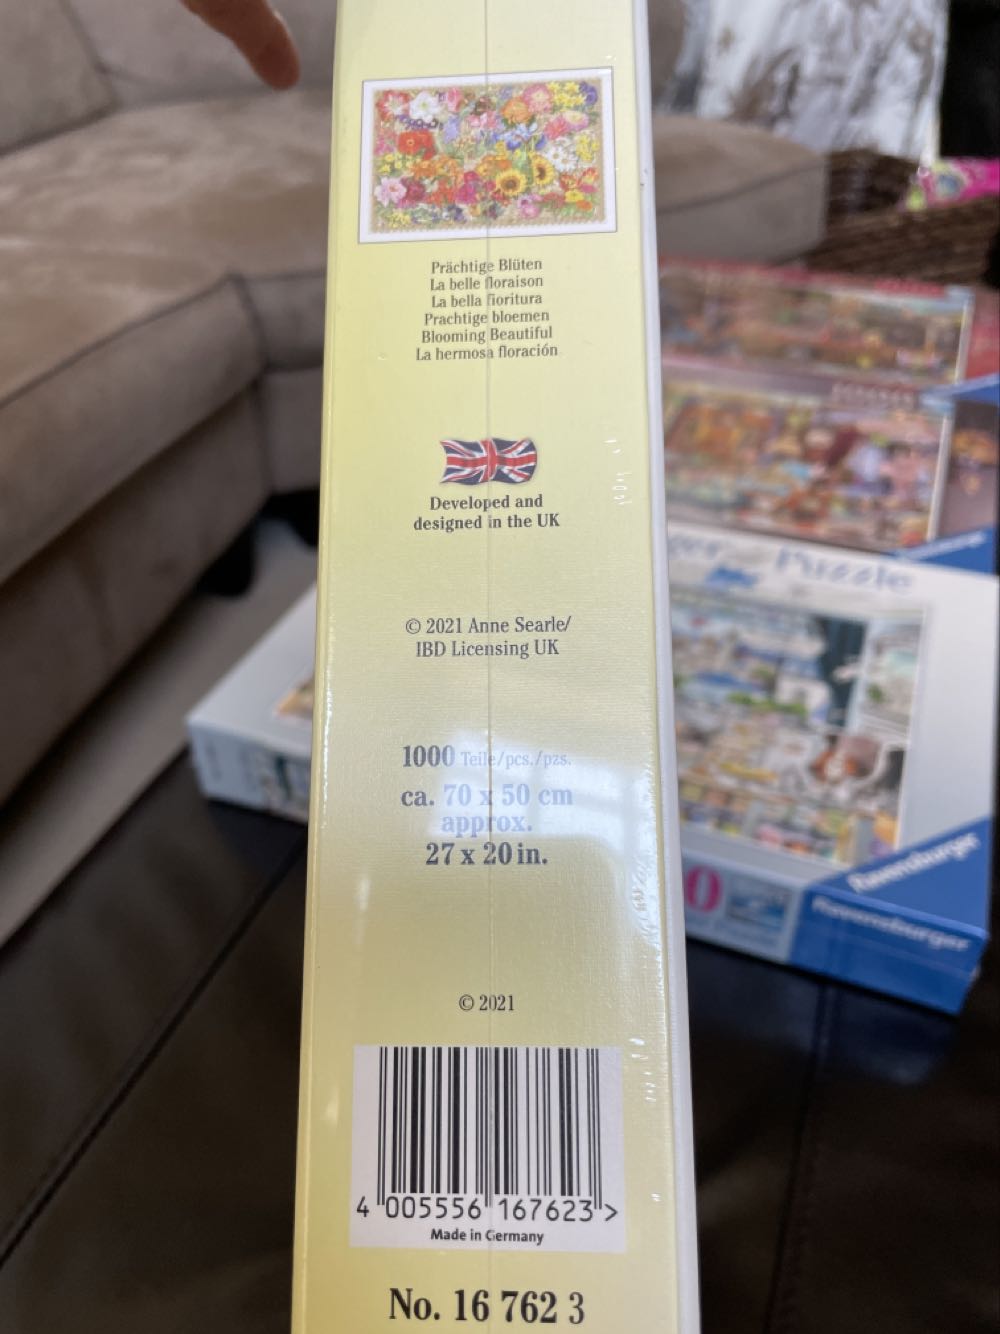 Prächtige Blüten
La belle floraison
La bella fioritura
Prachtige bloemen
Blooming Beautiful
La hermosa floración
Developed and
designed in the UK
© 2021 Anne Searle/
IBD Licensing UK
1000 Teile/pcs./pzs.
ca. 70 x 50 cm
approx.
27 x 20 in.
© 2021
4 005556 167623 >
Made in Germany
No. 16 762 3
Puzzle
0
Ravensburger
Ravensburger